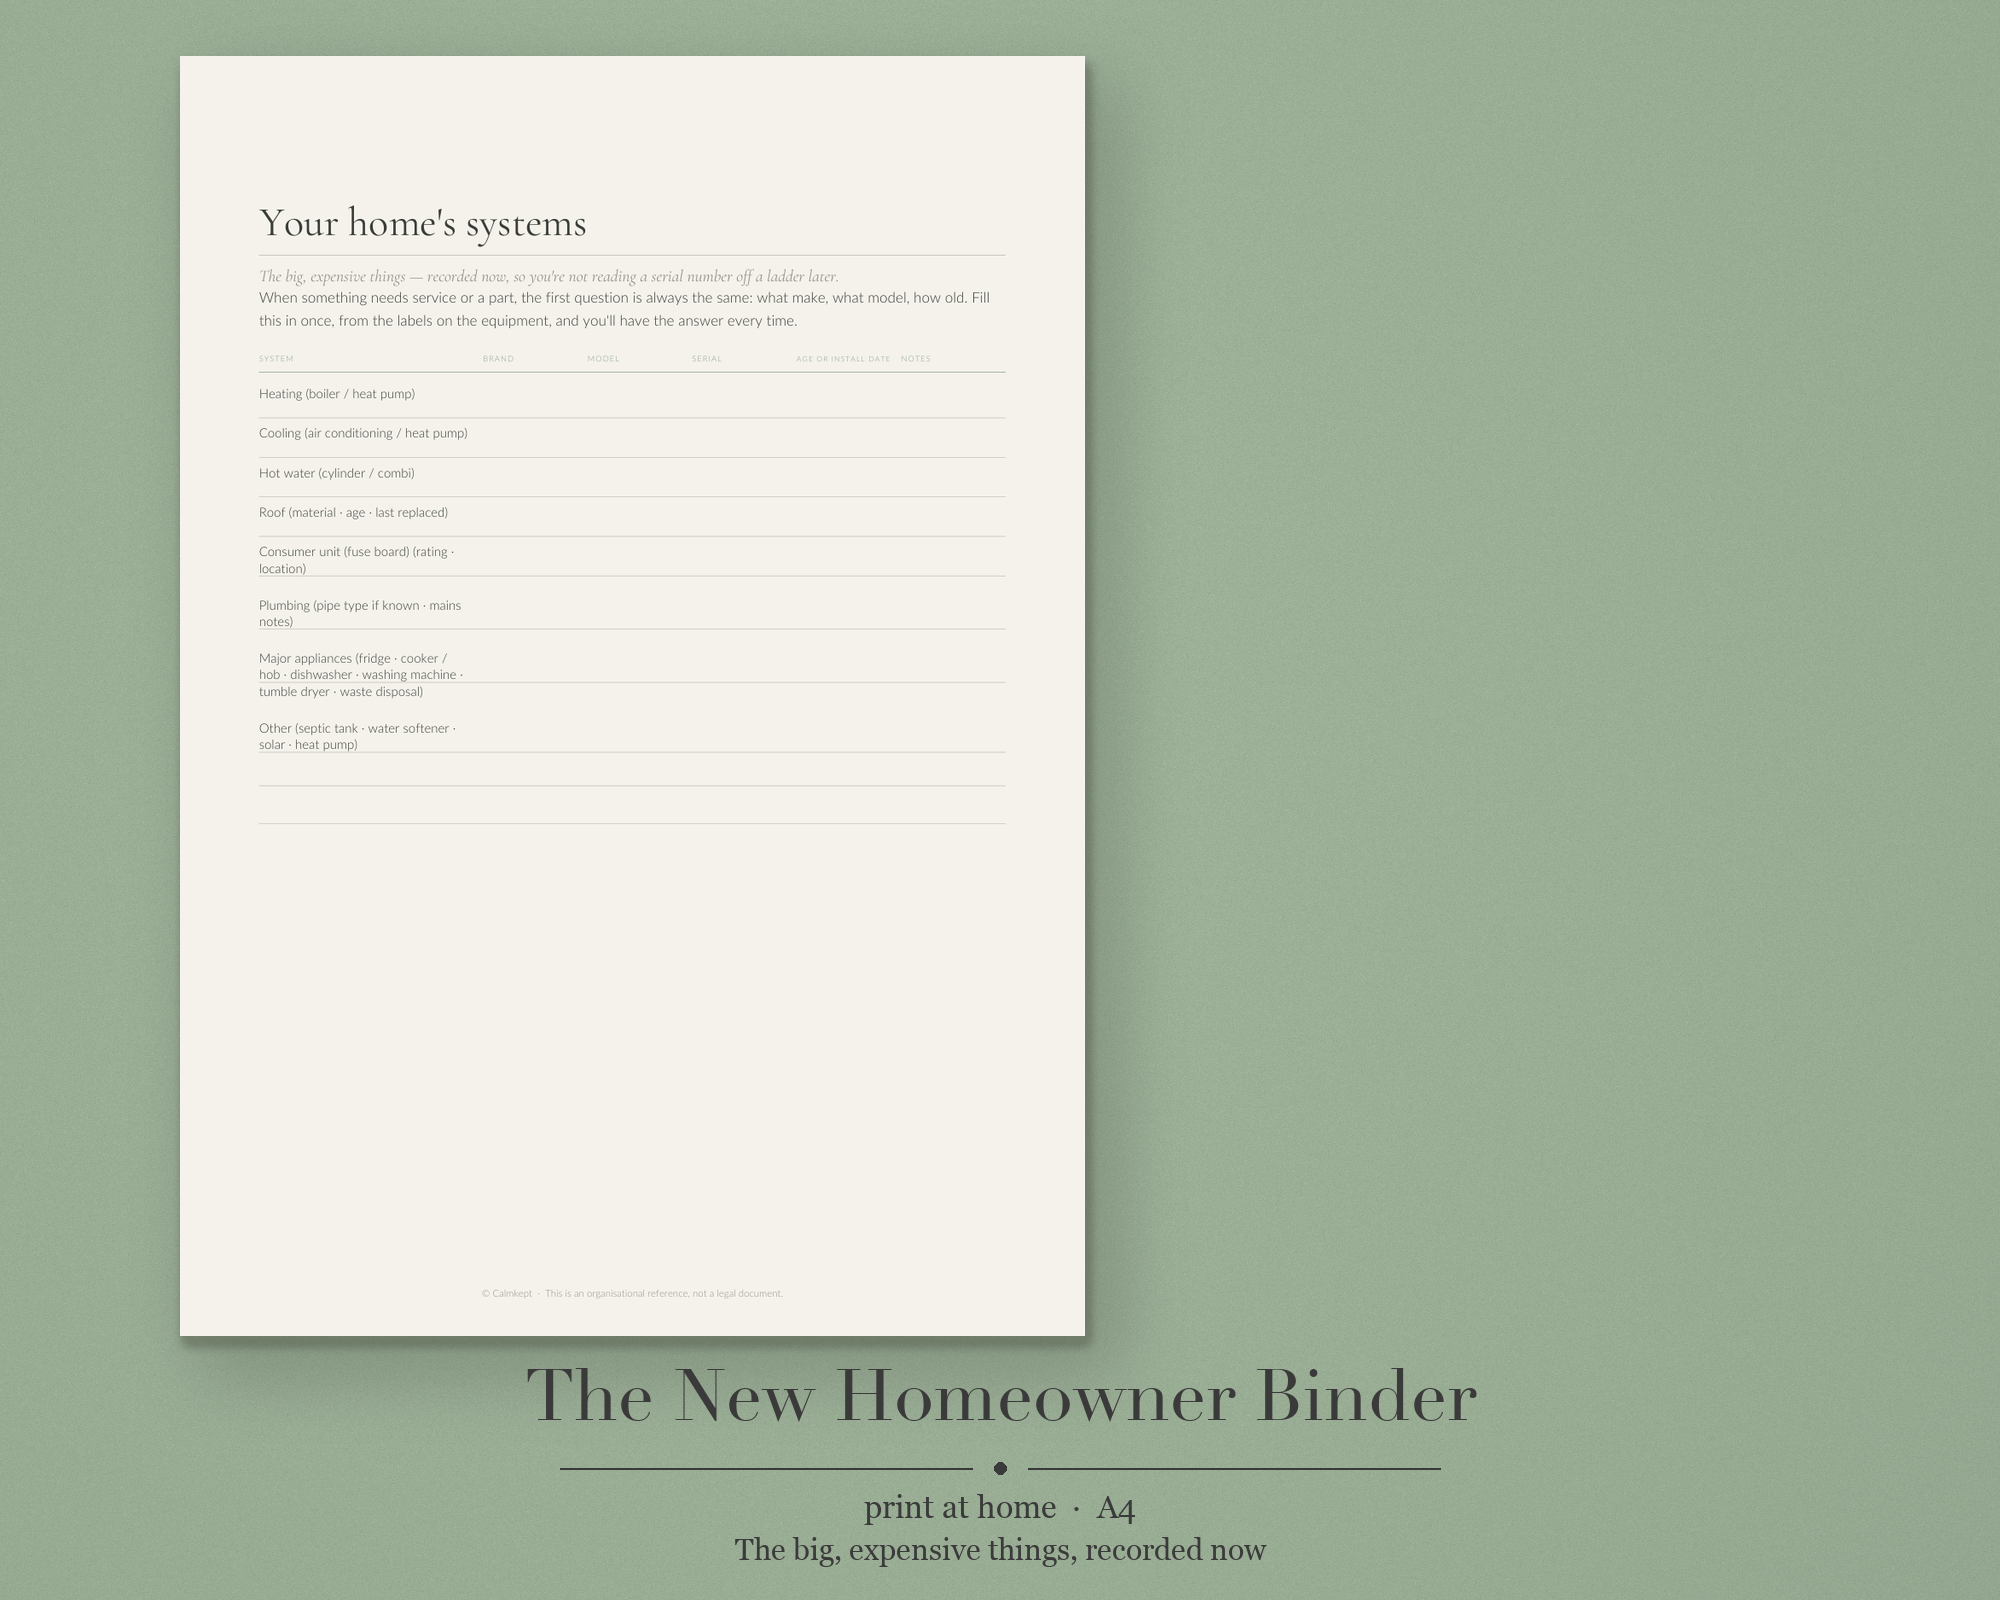 Your home's systems
The big, expensive things — recorded now, so you're not reading a serial number off a ladder later.
When something needs service or a part, the first question is always the same: what make, what model, how old. Fill
this in once, from the labels on the equipment, and you'll have the answer every time.
SYSTEM BRAND MODEL SERIAL AGE OR INSTALL DATE NOTES
Heating (boiler / heat pump)
Cooling (air conditioning / heat pump)
Hot water (cylinder / combi)
Roof (material · age · last replaced)
Consumer unit (fuse board) (rating ·
location)
Plumbing (pipe type if known · mains
notes)
Major appliances (fridge · cooker /
hob · dishwasher · washing machine ·
tumble dryer · waste disposal)
Other (septic tank · water softener ·
solar · heat pump)
© Calmkept · This is an organisational reference, not a legal document.
The New Homeowner Binder
print at home · A4
The big, expensive things, recorded now